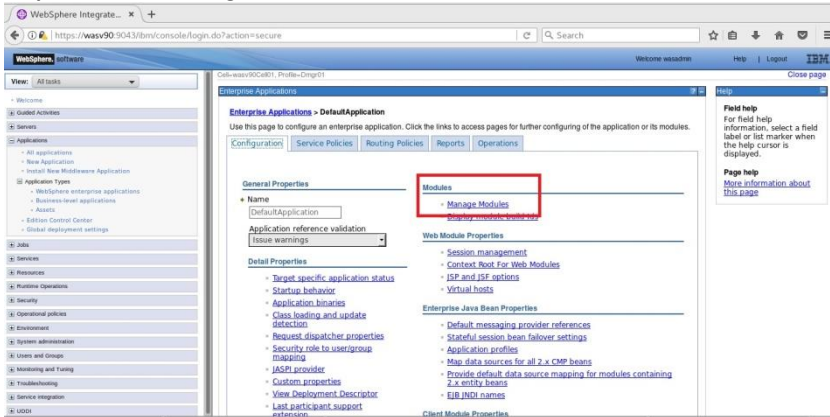 WebSphere Integrate... × +
https://wasv90:9043/ibm/console/login.do?action=secure
Search
WebSphere. software
Welcome wasadmin
Help | Logout
IBM
View: All tasks
Welcome
Guided Activities
Servers
Applications
All applications
New Application
Install New Middleware Application
Application Types
WebSphere enterprise applications
Business-level applications
Assets
Edition Control Center
Global deployment settings
Jobs
Services
Resources
Runtime Operations
Security
Operational policies
Environment
System administration
Users and Groups
Monitoring and Tuning
Troubleshooting
Service integration
UDDI
Cell=wasv90Cell01, Profile=Dmgr01
Close page
Enterprise Applications
Enterprise Applications > DefaultApplication
Use this page to configure an enterprise application. Click the links to access pages for further configuring of the application or its modules.
Configuration Service Policies Routing Policies Reports Operations
General Properties
Name
DefaultApplication
Application reference validation
Issue warnings
Detail Properties
Target specific application status
Startup behavior
Application binaries
Class loading and update
detection
Request dispatcher properties
Security role to user/group
mapping
JASPI provider
Custom properties
View Deployment Descriptor
Last participant support
extension
Modules
Manage Modules
Display module build Ids
Web Module Properties
Session management
Context Root For Web Modules
JSP and JSF options
Virtual hosts
Enterprise Java Bean Properties
Default messaging provider references
Stateful session bean failover settings
Application profiles
Map data sources for all 2.x CMP beans
Provide default data source mapping for modules containing
2.x entity beans
EJB JNDI names
Client Module Properties
Help
Field help
For field help
information, select a field
label or list marker when
the help cursor is
displayed.
Page help
More information about
this page